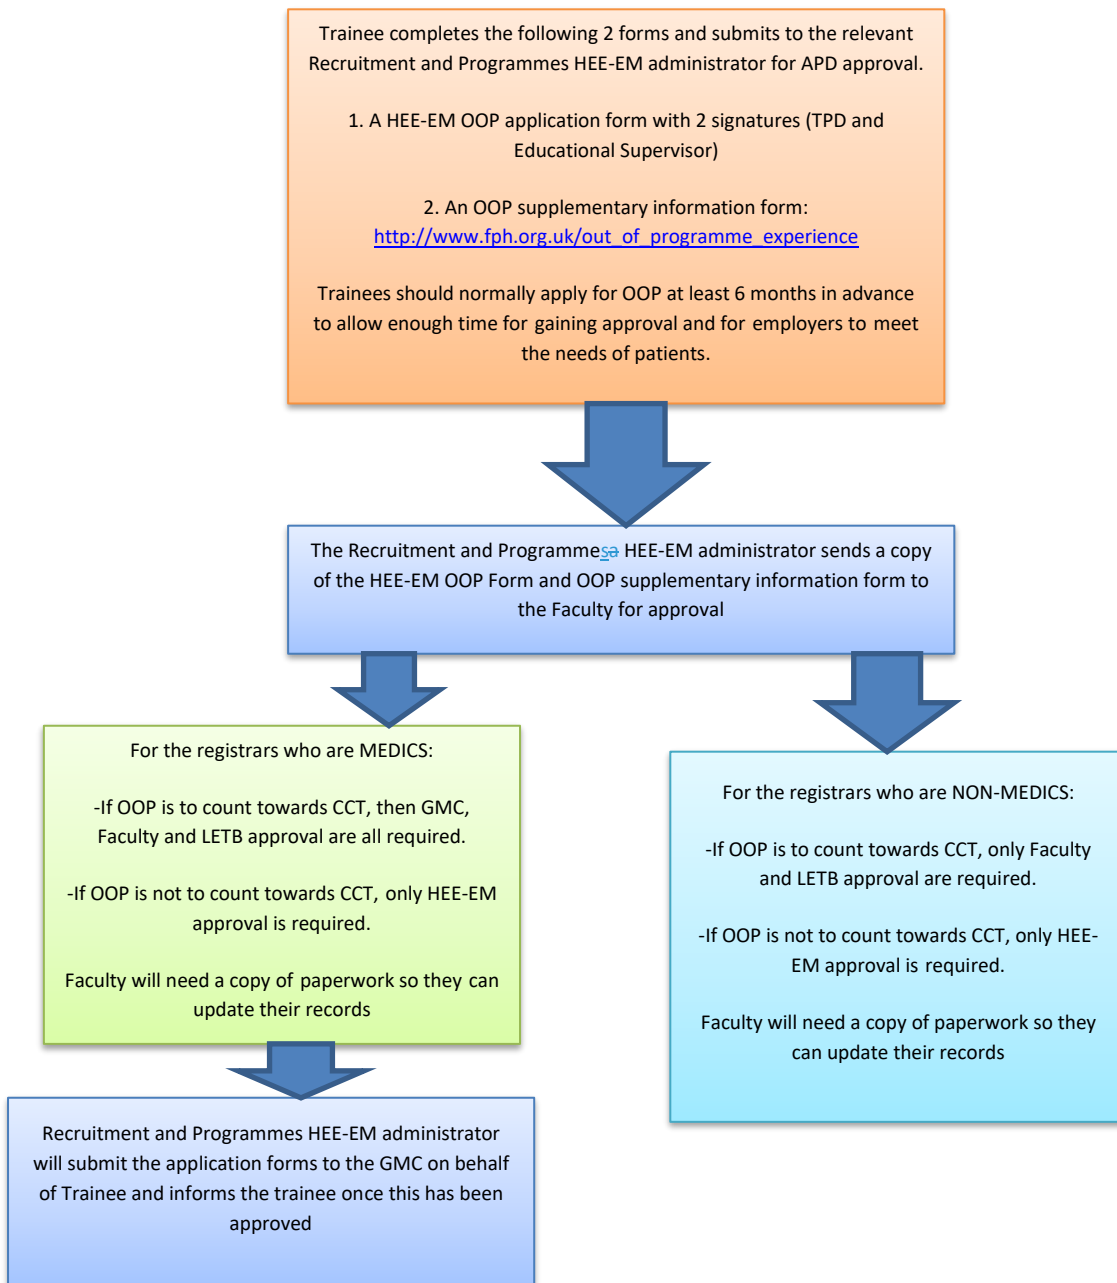 Trainee completes the following 2 forms and submits to the relevant
Recruitment and Programmes HEE-EM administrator for APD approval.
1. A HEE-EM OOP application form with 2 signatures (TPD and
Educational Supervisor)
2. An OOP supplementary information form:
http://www.fph.org.uk/out_of_programme_experience
Trainees should normally apply for OOP at least 6 months in advance
to allow enough time for gaining approval and for employers to meet
the needs of patients.
The Recruitment and Programmesa HEE-EM administrator sends a copy
of the HEE-EM OOP Form and OOP supplementary information form to
the Faculty for approval
For the registrars who are MEDICS:
-If OOP is to count towards CCT, then GMC,
Faculty and LETB approval are all required.
-If OOP is not to count towards CCT, only HEE-EM
approval is required.
Faculty will need a copy of paperwork so they can
update their records
For the registrars who are NON-MEDICS:
-If OOP is to count towards CCT, only Faculty
and LETB approval are required.
-If OOP is not to count towards CCT, only HEE-
EM approval is required.
Faculty will need a copy of paperwork so they
can update their records
Recruitment and Programmes HEE-EM administrator
will submit the application forms to the GMC on behalf
of Trainee and informs the trainee once this has been
approved